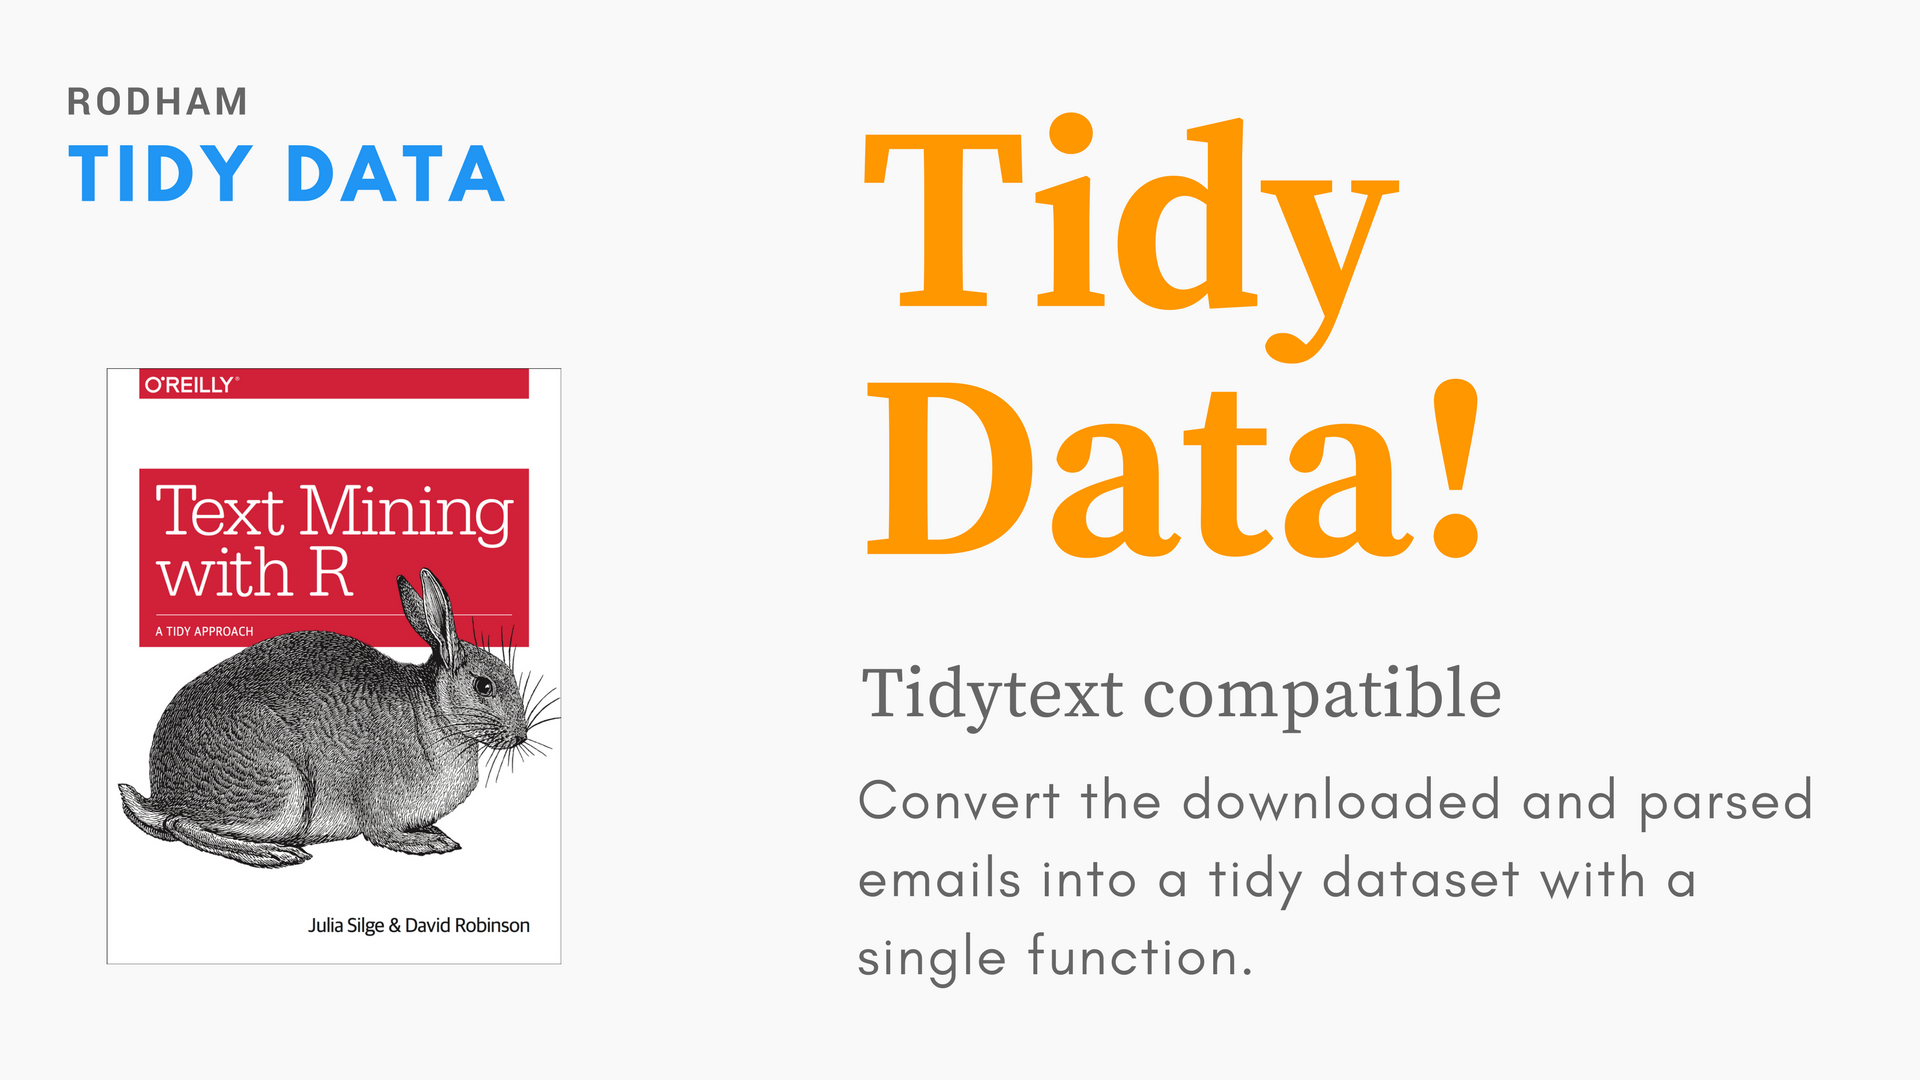 RODHAM
TIDY DATA
O'REILLY®
Text Mining
with R
A TIDY APPROACH
Julia Silge & David Robinson
Tidy
Data!
Tidytext compatible
Convert the downloaded and parsed
emails into a tidy dataset with a
single function.